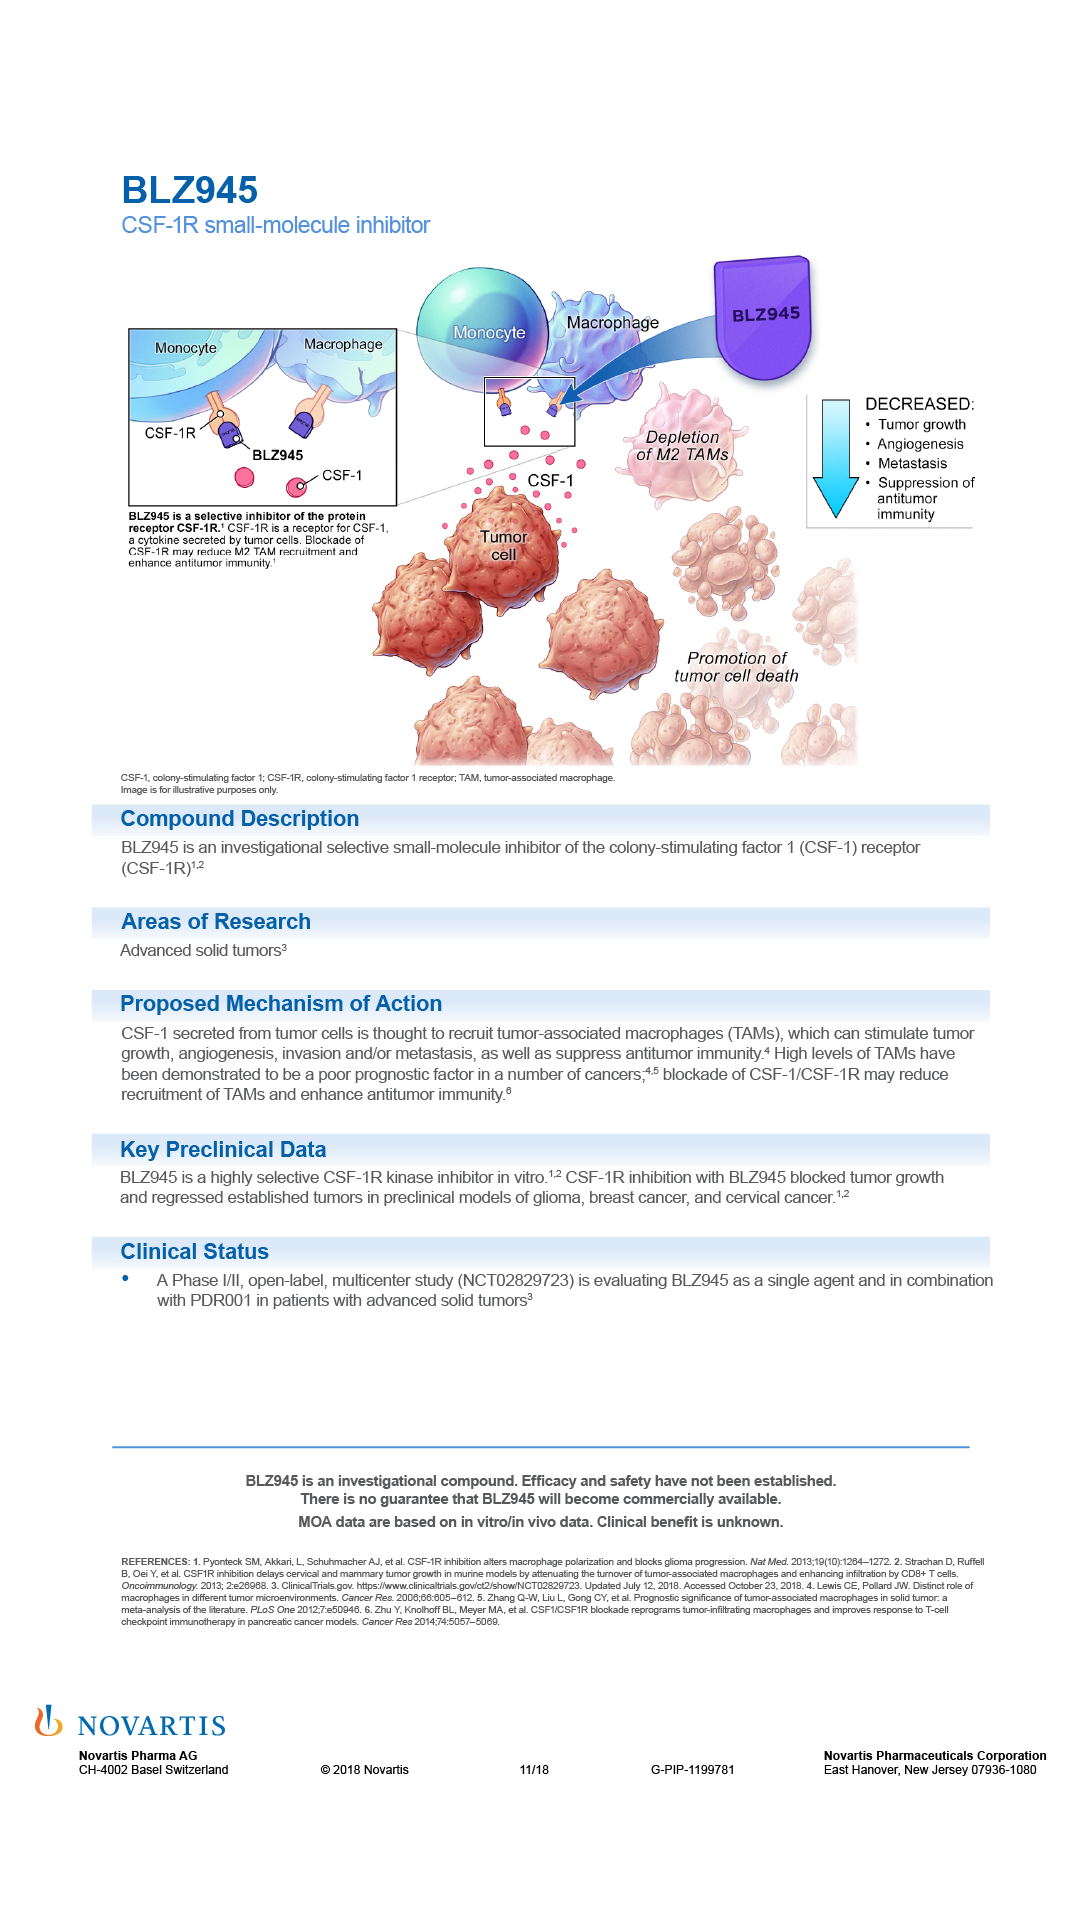 BLZ945
CSF-1R small-molecule inhibitor
Monocyte
Macrophage
BLZ945
Monocyte
Macrophage
CSF-1R
BLZ945
CSF-1
BLZ945 is a selective inhibitor of the protein
receptor CSF-1R.¹ CSF-1R is a receptor for CSF-1,
a cytokine secreted by tumor cells. Blockade of
CSF-1R may reduce M2 TAM recruitment and
enhance antitumor immunity.¹
Depletion
of M2 TAMs
CSF-1
Tumor
cell
DECREASED:
• Tumor growth
• Angiogenesis
• Metastasis
• Suppression of
antitumor
immunity
Promotion of
tumor cell death
CSF-1, colony-stimulating factor 1; CSF-1R, colony-stimulating factor 1 receptor; TAM, tumor-associated macrophage.
Image is for illustrative purposes only.
Compound Description
BLZ945 is an investigational selective small-molecule inhibitor of the colony-stimulating factor 1 (CSF-1) receptor
(CSF-1R)¹,²
Areas of Research
Advanced solid tumors³
Proposed Mechanism of Action
CSF-1 secreted from tumor cells is thought to recruit tumor-associated macrophages (TAMs), which can stimulate tumor
growth, angiogenesis, invasion and/or metastasis, as well as suppress antitumor immunity.⁴ High levels of TAMs have
been demonstrated to be a poor prognostic factor in a number of cancers;⁴,⁵ blockade of CSF-1/CSF-1R may reduce
recruitment of TAMs and enhance antitumor immunity.⁶
Key Preclinical Data
BLZ945 is a highly selective CSF-1R kinase inhibitor in vitro.¹,² CSF-1R inhibition with BLZ945 blocked tumor growth
and regressed established tumors in preclinical models of glioma, breast cancer, and cervical cancer.¹,²
Clinical Status
• A Phase I/II, open-label, multicenter study (NCT02829723) is evaluating BLZ945 as a single agent and in combination
with PDR001 in patients with advanced solid tumors³
BLZ945 is an investigational compound. Efficacy and safety have not been established.
There is no guarantee that BLZ945 will become commercially available.
MOA data are based on in vitro/in vivo data. Clinical benefit is unknown.
REFERENCES: 1. Pyonteck SM, Akkari, L, Schuhmacher AJ, et al. CSF-1R inhibition alters macrophage polarization and blocks glioma progression. Nat Med. 2013;19(10):1264–1272. 2. Strachan D, Ruffell
B, Oei Y, et al. CSF1R inhibition delays cervical and mammary tumor growth in murine models by attenuating the turnover of tumor-associated macrophages and enhancing infiltration by CD8+ T cells.
Oncoimmunology. 2013; 2:e26968. 3. ClinicalTrials.gov. https://www.clinicaltrials.gov/ct2/show/NCT02829723. Updated July 12, 2018. Accessed October 23, 2018. 4. Lewis CE, Pollard JW. Distinct role of
macrophages in different tumor microenvironments. Cancer Res. 2006;66:605–612. 5. Zhang Q-W, Liu L, Gong CY, et al. Prognostic significance of tumor-associated macrophages in solid tumor: a
meta-analysis of the literature. PLoS One 2012;7:e50946. 6. Zhu Y, Knolhoff BL, Meyer MA, et al. CSF1/CSF1R blockade reprograms tumor-infiltrating macrophages and improves response to T-cell
checkpoint immunotherapy in pancreatic cancer models. Cancer Res 2014;74:5057–5069.
NOVARTIS
Novartis Pharma AG
CH-4002 Basel Switzerland
© 2018 Novartis
11/18
G-PIP-1199781
Novartis Pharmaceuticals Corporation
East Hanover, New Jersey 07936-1080